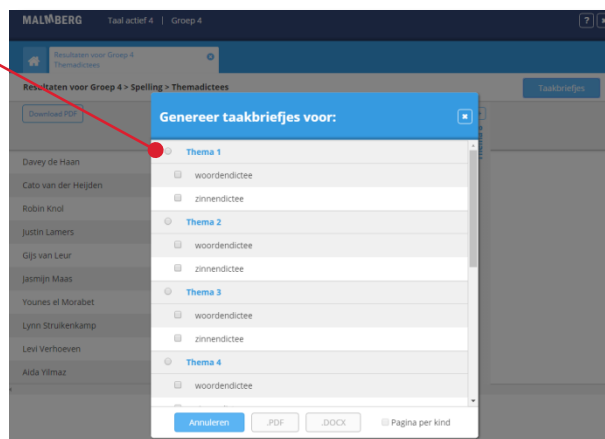 MALMBERG Taal actief 4 | Groep 4 ?
Resultaten voor Groep 4
Themadictees
Resultaten voor Groep 4 > Spelling > Themadictees
Taakbriefjes
Download PDF
Genereer taakbriefjes voor:
Thema 1
woordendictee
zinnendictee
Thema 2
woordendictee
zinnendictee
Thema 3
woordendictee
zinnendictee
Thema 4
woordendictee
Annuleren .PDF .DOCX Pagina per kind
Davey de Haan
Cato van der Heijden
Robin Knol
Justin Lamers
Gijs van Leur
Jasmijn Maas
Younes el Morabet
Lynn Struikenkamp
Levi Verhoeven
Aida Yilmaz